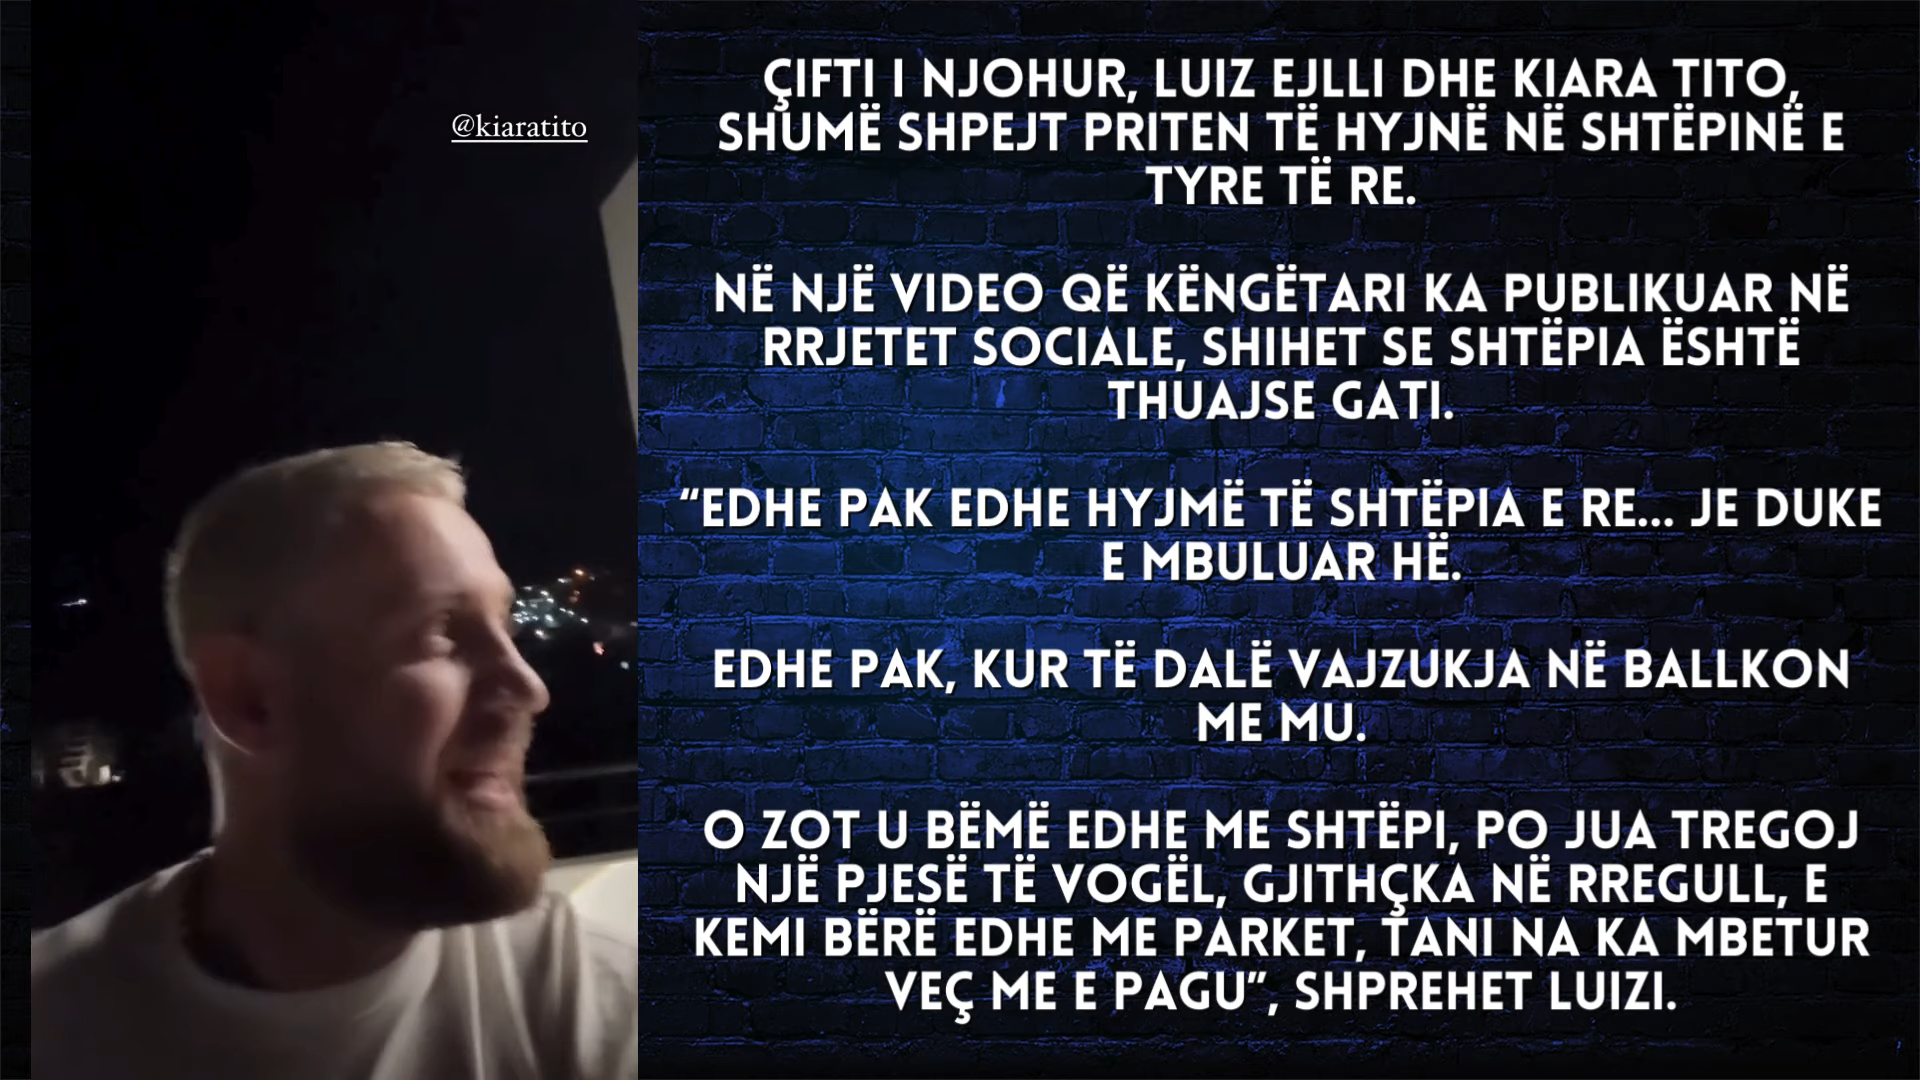 @kiaratito
ÇIFTI I NJOHUR, LUIZ EJLLI DHE KIARA TITO,
SHUMË SHPEJT PRITEN TË HYJNË NË SHTËPINË E
TYRE TË RE.
NË NJË VIDEO QË KËNGËTARI KA PUBLIKUAR NË
RRJETET SOCIALE, SHIHET SE SHTËPIA ËSHTË
THUAJSE GATI.
“EDHE PAK EDHE HYJMË TË SHTËPIA E RE... JE DUKE
E MBULUAR HË.
EDHE PAK, KUR TË DALË VAJZUKJA NË BALLKON
ME MU.
O ZOT U BËMË EDHE ME SHTËPI, PO JUA TREGOJ
NJË PJESË TË VOGËL, GJITHÇKA NË RREGULL, E
KEMI BËRË EDHE ME PARKET, TANI NA KA MBETUR
VEÇ ME E PAGU”, SHPREHET LUIZI.